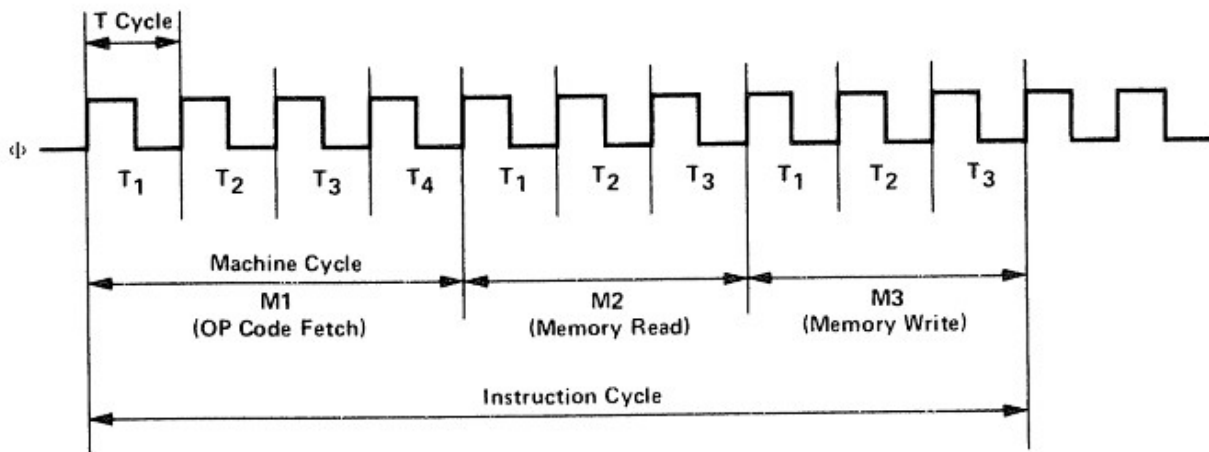 T Cycle
Φ
T1 T2 T3 T4 T1 T2 T3 T1 T2 T3
Machine Cycle
M1 M2 M3
(OP Code Fetch) (Memory Read) (Memory Write)
Instruction Cycle